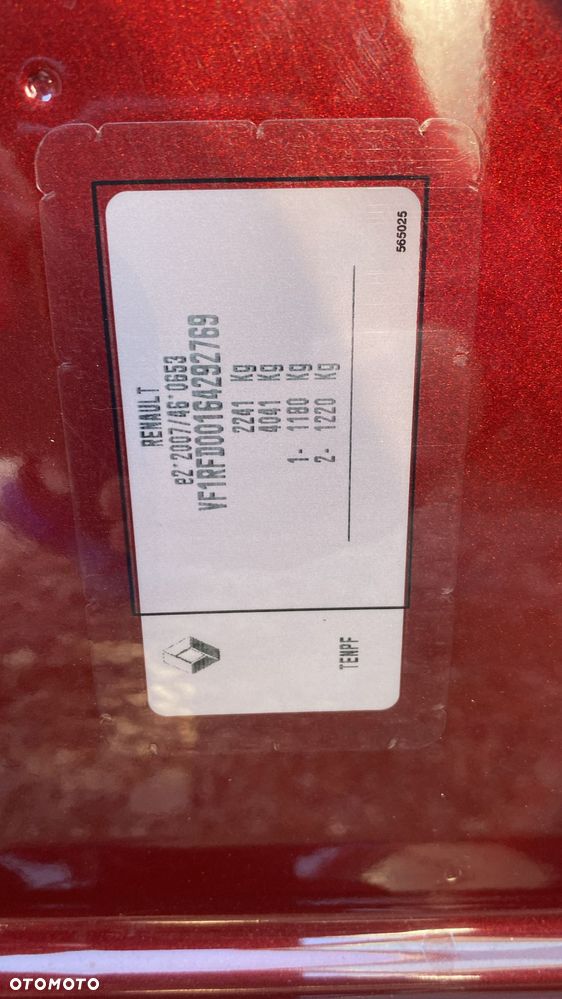 RENAULT
e2*2007/46*0653
VF1RFD00164292769
2241 Kg
4041 Kg
1- 1180 Kg
2- 1220 Kg
565025
TENPF
OTOMOTO